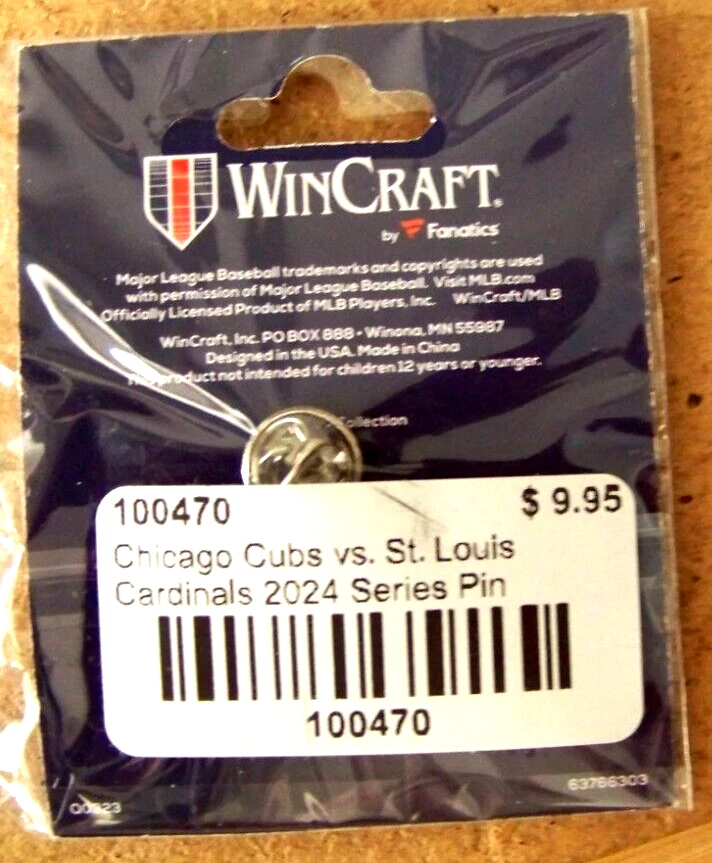 WINCRAFT.
by Fanatics
Major League Baseball trademarks and copyrights are used
with permission of Major League Baseball. Visit MLB.com
Officially Licensed Product of MLB Players, Inc. WinCraft/MLB
WinCraft, Inc. PO BOX 888 • Winona, MN 55987
Designed in the USA. Made in China
product not intended for children 12 years or younger.
100470 $ 9.95
Chicago Cubs vs. St. Louis
Cardinals 2024 Series Pin
100470
63766303